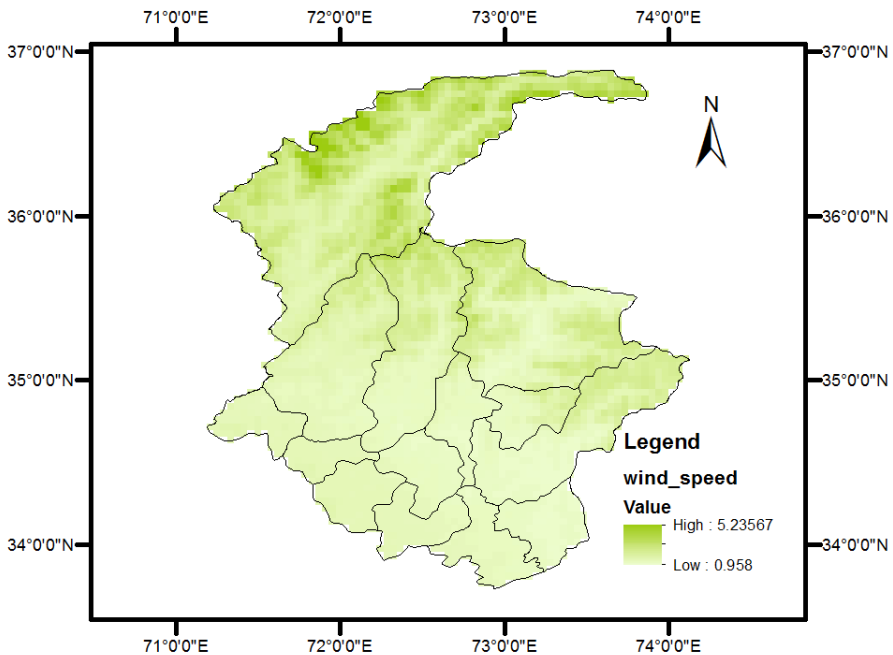 71°0'0"E 72°0'0"E 73°0'0"E 74°0'0"E
37°0'0"N 37°0'0"N
N
36°0'0"N 36°0'0"N
35°0'0"N 35°0'0"N
Legend
wind_speed
Value
High : 5.23567
Low : 0.958
34°0'0"N 34°0'0"N
71°0'0"E 72°0'0"E 73°0'0"E 74°0'0"E